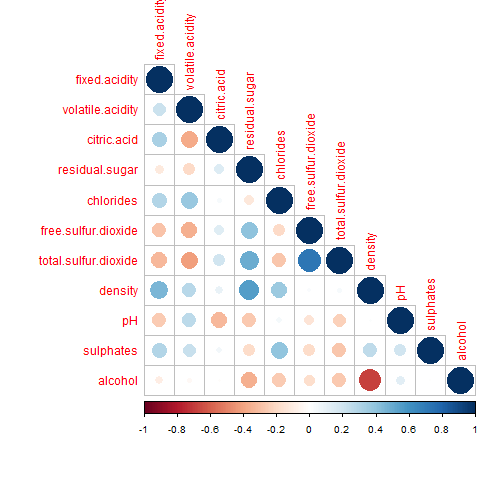 fixed.acidity
volatile.acidity
citric.acid
residual.sugar
chlorides
free.sulfur.dioxide
total.sulfur.dioxide
density
pH
sulphates
alcohol
fixed.acidity
volatile.acidity
citric.acid
residual.sugar
chlorides
free.sulfur.dioxide
total.sulfur.dioxide
density
pH
sulphates
alcohol
-1 -0.8 -0.6 -0.4 -0.2 0 0.2 0.4 0.6 0.8 1